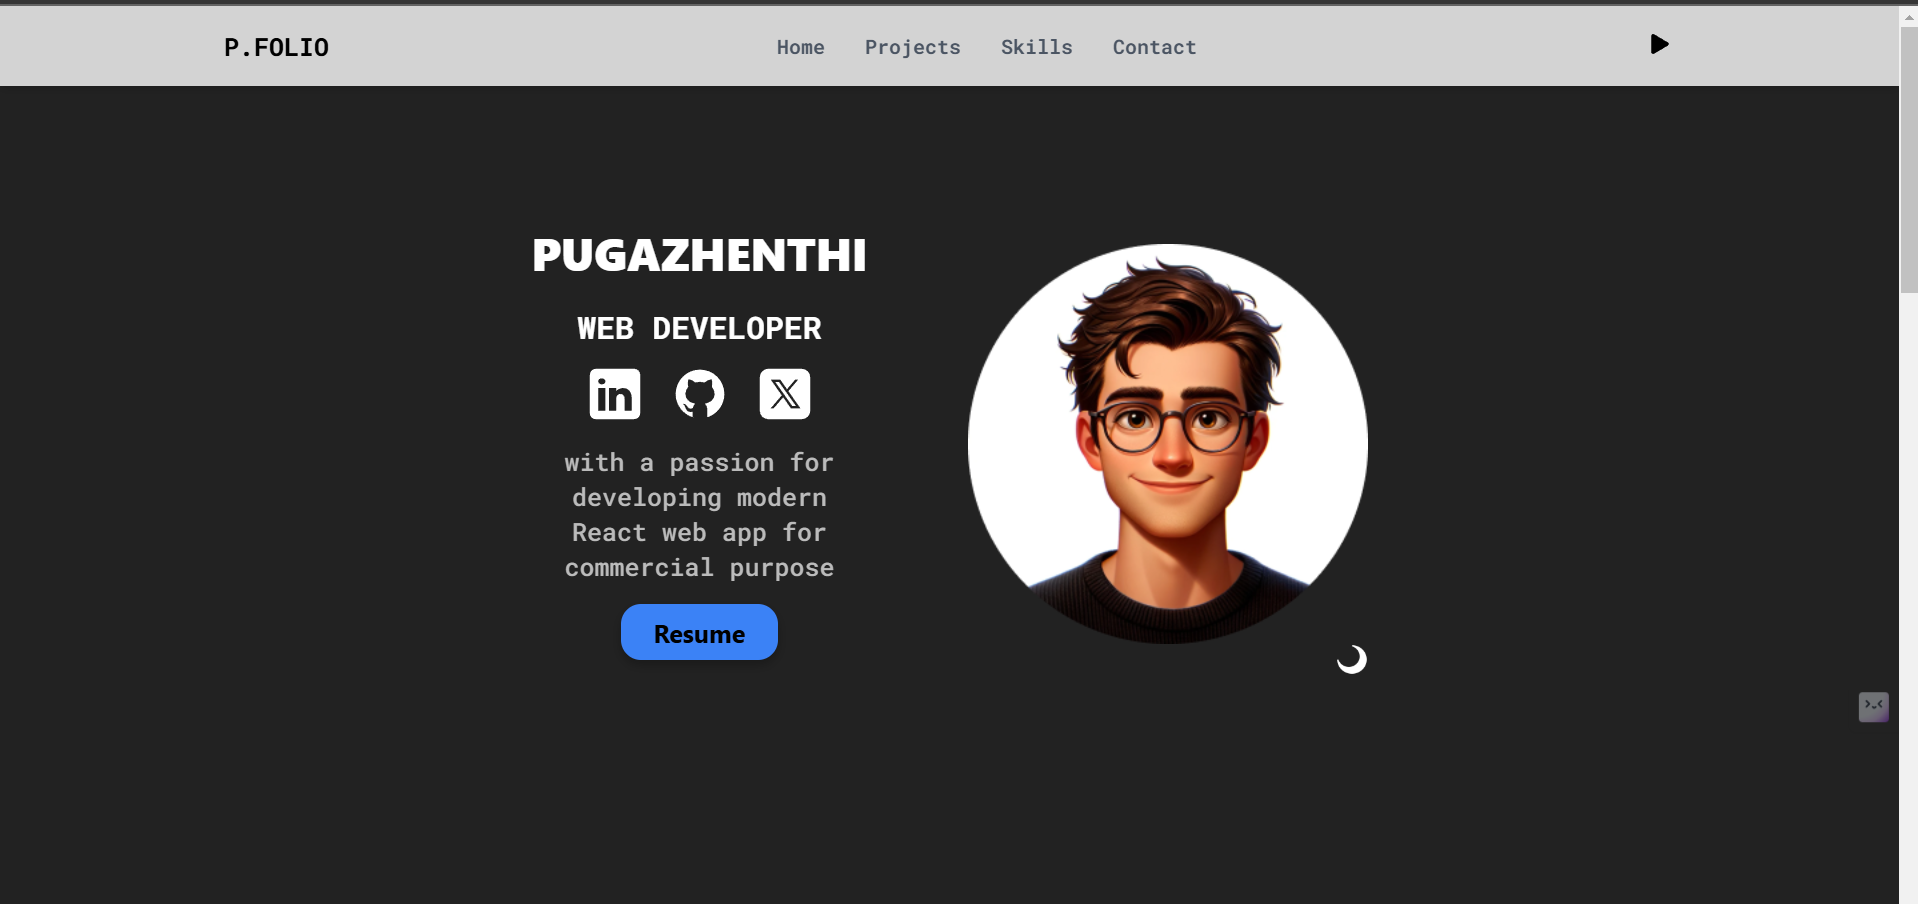 P.FOLIO
Home Projects Skills Contact
PUGAZHENTHI
WEB DEVELOPER
in
X
with a passion for
developing modern
React web app for
commercial purpose
Resume